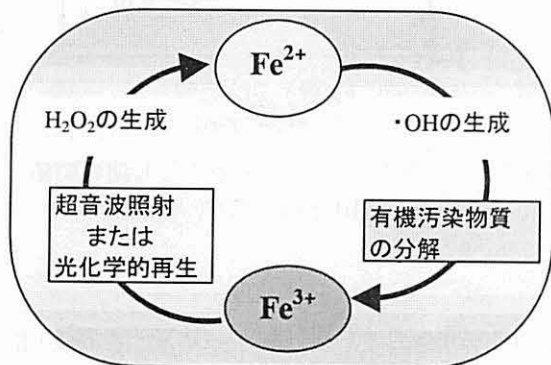 Fe²⁺
H₂O₂の生成
・OHの生成
超音波照射
または
光化学的再生
有機汚染物質
の分解
Fe³⁺